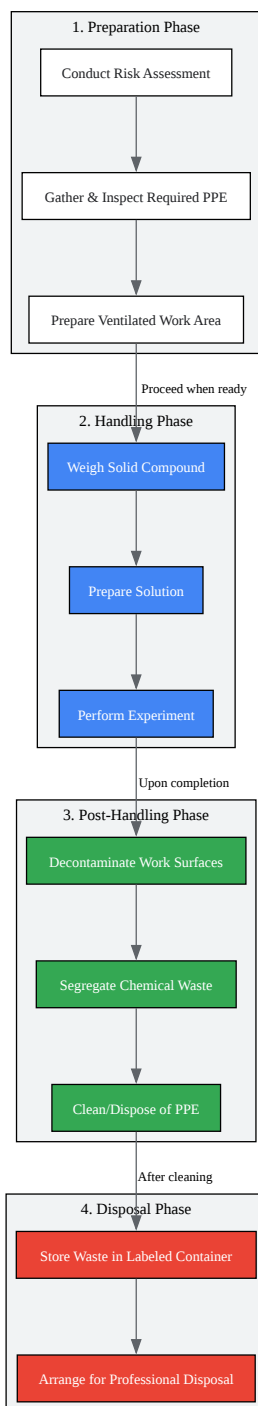 1. Preparation Phase
Conduct Risk Assessment
Gather & Inspect Required PPE
Prepare Ventilated Work Area
Proceed when ready
2. Handling Phase
Weigh Solid Compound
Prepare Solution
Perform Experiment
Upon completion
3. Post-Handling Phase
Decontaminate Work Surfaces
Segregate Chemical Waste
Clean/Dispose of PPE
After cleaning
4. Disposal Phase
Store Waste in Labeled Container
Arrange for Professional Disposal